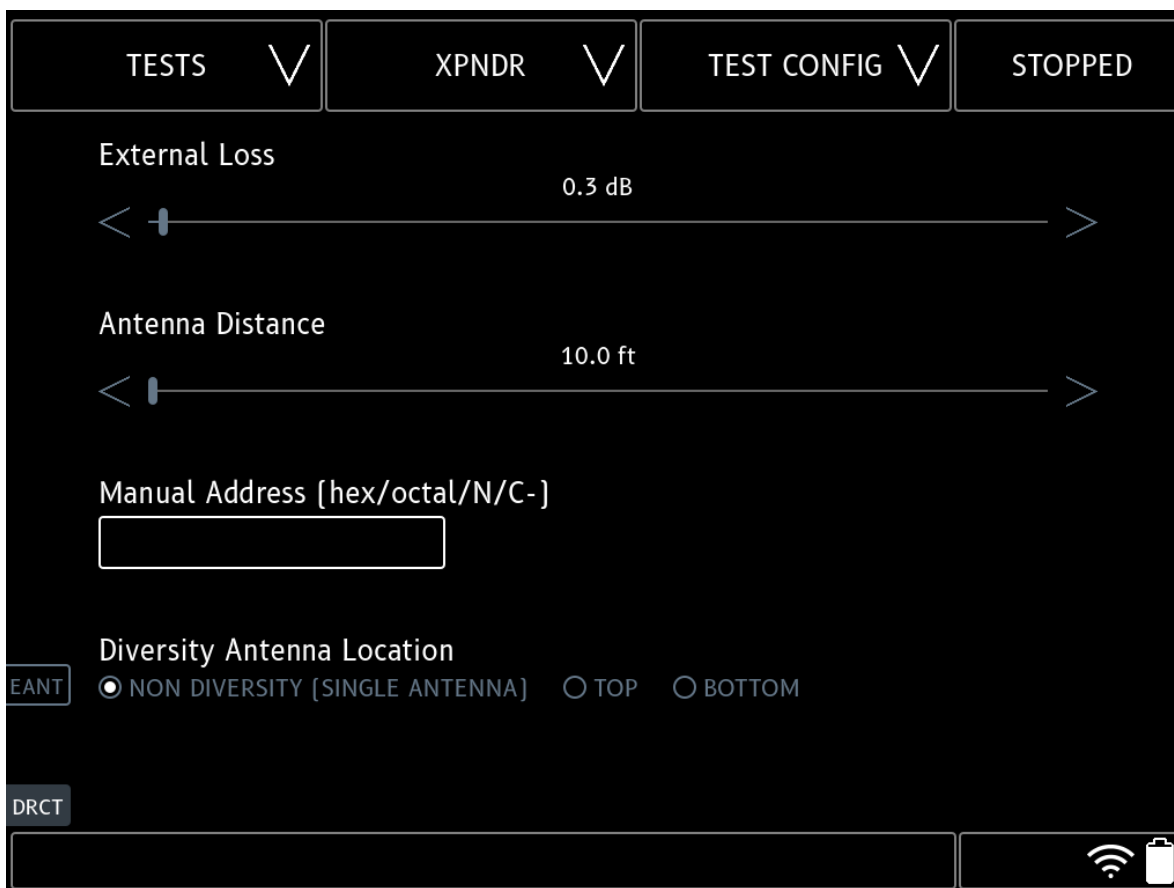 TESTS XPNDR TEST CONFIG STOPPED
External Loss
0.3 dB
Antenna Distance
10.0 ft
Manual Address (hex/octal/N/C-)
Diversity Antenna Location
EANT NON DIVERSITY (SINGLE ANTENNA) TOP BOTTOM
DRCT